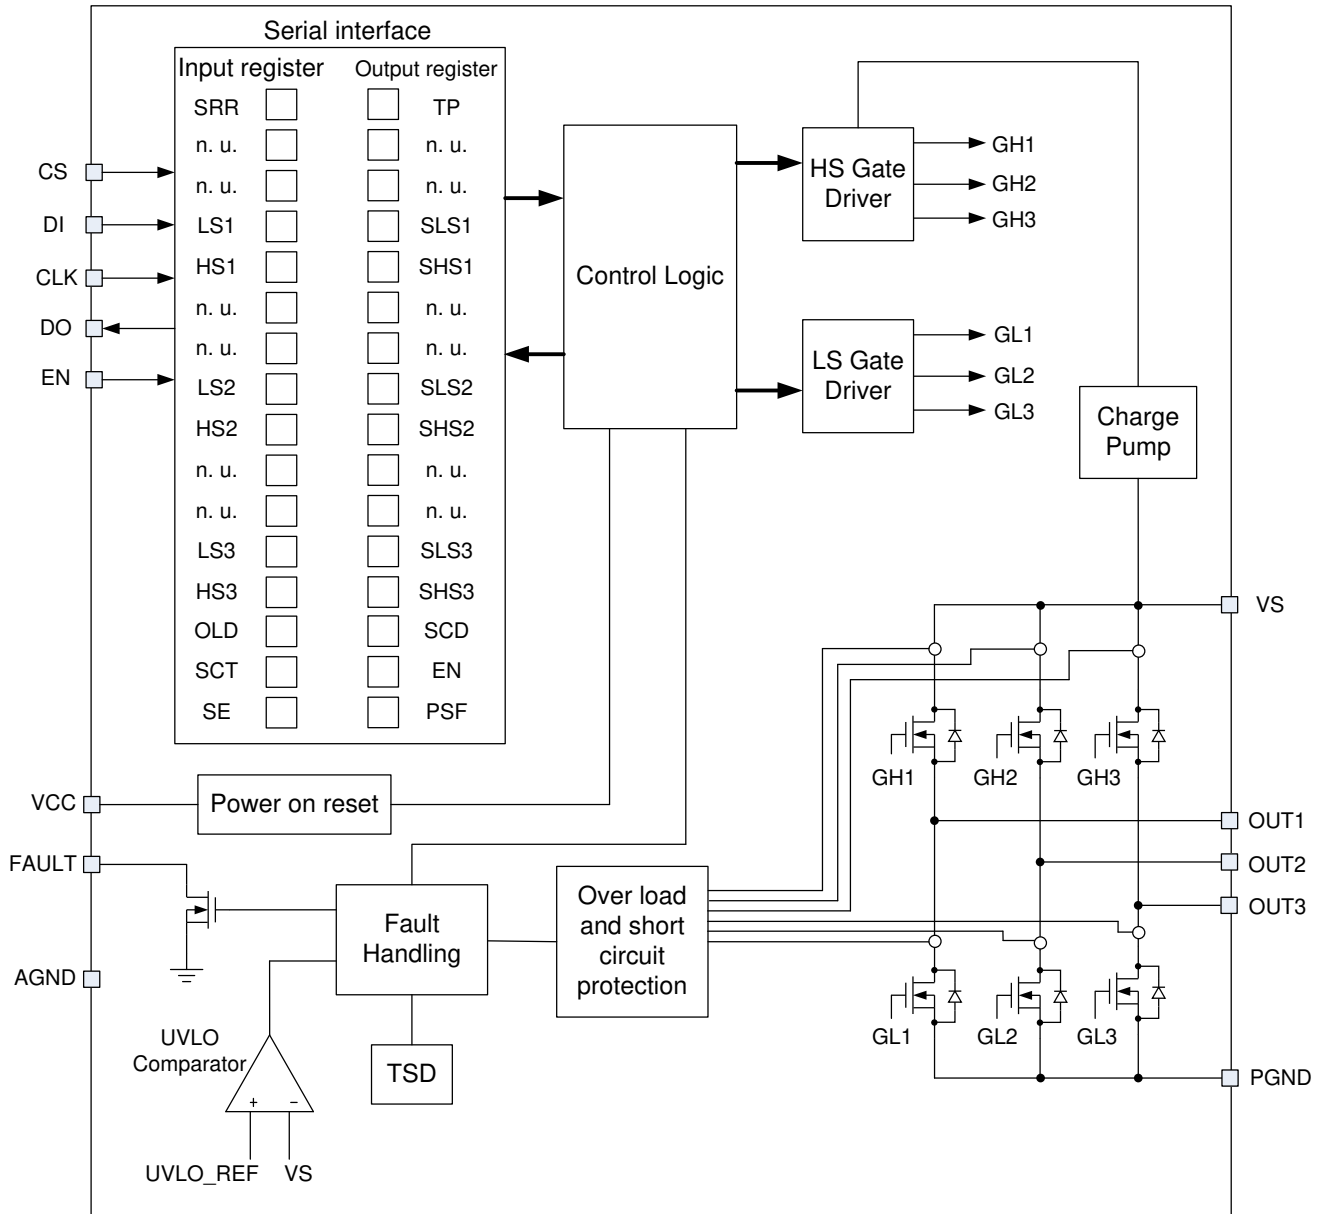 Serial interface
Input register
Output register
SRR
TP
n. u.
n. u.
n. u.
n. u.
LS1
SLS1
HS1
SHS1
n. u.
n. u.
n. u.
n. u.
LS2
SLS2
HS2
SHS2
n. u.
n. u.
n. u.
n. u.
LS3
SLS3
HS3
SHS3
OLD
SCD
SCT
EN
SE
PSF
CS
DI
CLK
DO
EN
Control Logic
HS Gate
Driver
GH1
GH2
GH3
LS Gate
Driver
GL1
GL2
GL3
Charge
Pump
VS
GH1
GH2
GH3
OUT1
OUT2
OUT3
GL1
GL2
GL3
PGND
VCC
Power on reset
FAULT
AGND
Fault
Handling
Over load
and short
circuit
protection
UVLO
Comparator
+
−
TSD
UVLO_REF
VS